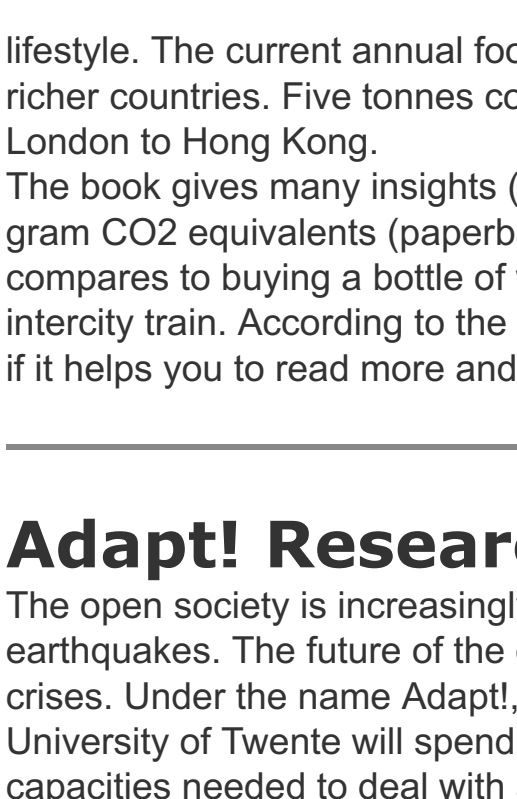 lifestyle. The current annual foo
richer countries. Five tonnes co
London to Hong Kong.
The book gives many insights (
gram CO2 equivalents (paperb
compares to buying a bottle of
intercity train. According to the
if it helps you to read more and
Adapt! Resear
The open society is increasingl
earthquakes. The future of the
crises. Under the name Adapt!,
University of Twente will spend
capacities needed to deal with